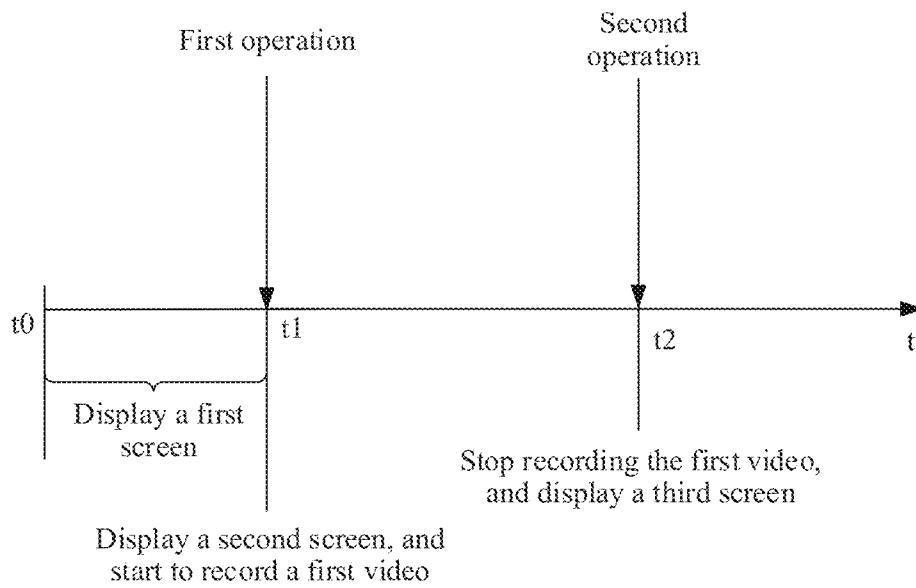 First operation
Second
operation
t0
t1
t2
t
Display a first
screen
Stop recording the first video,
and display a third screen
Display a second screen, and
start to record a first video